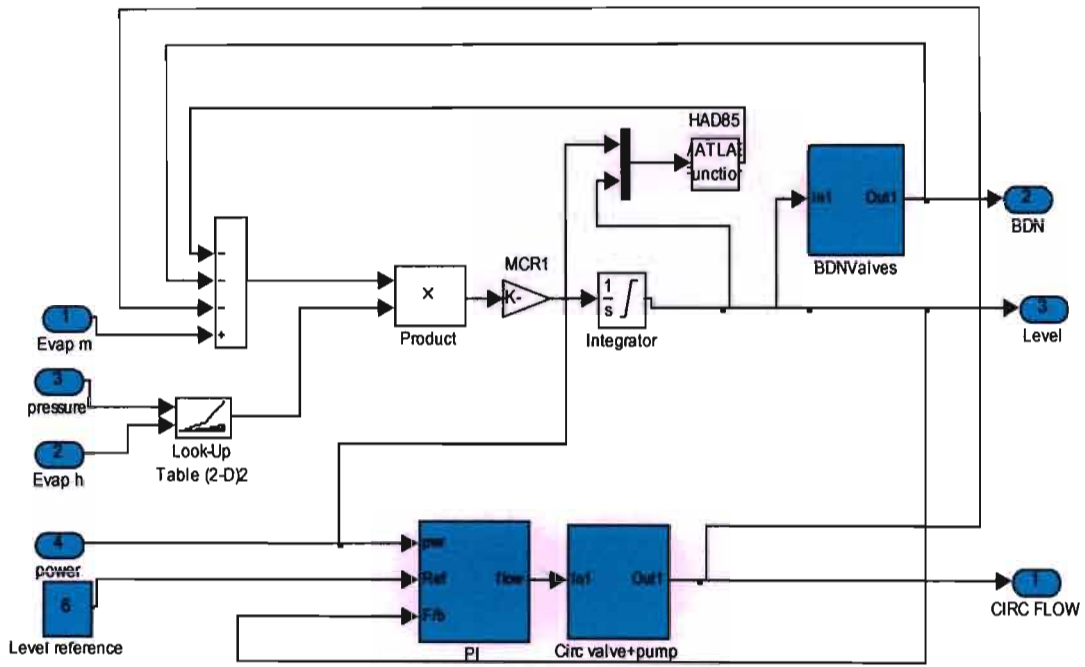 HAD85
ATLA
unctio
In1
Out1
2
BDN
BDNValves
−
−
−
+
1
Evap m
×
Product
MCR1
K-
1
s
Integrator
3
Level
3
pressure
2
Evap h
Look-Up
Table (2-D)2
4
power
pwr
Ref
flow
F/b
PI
In1
Out1
Circ valve+pump
1
CIRC FLOW
6
Level reference